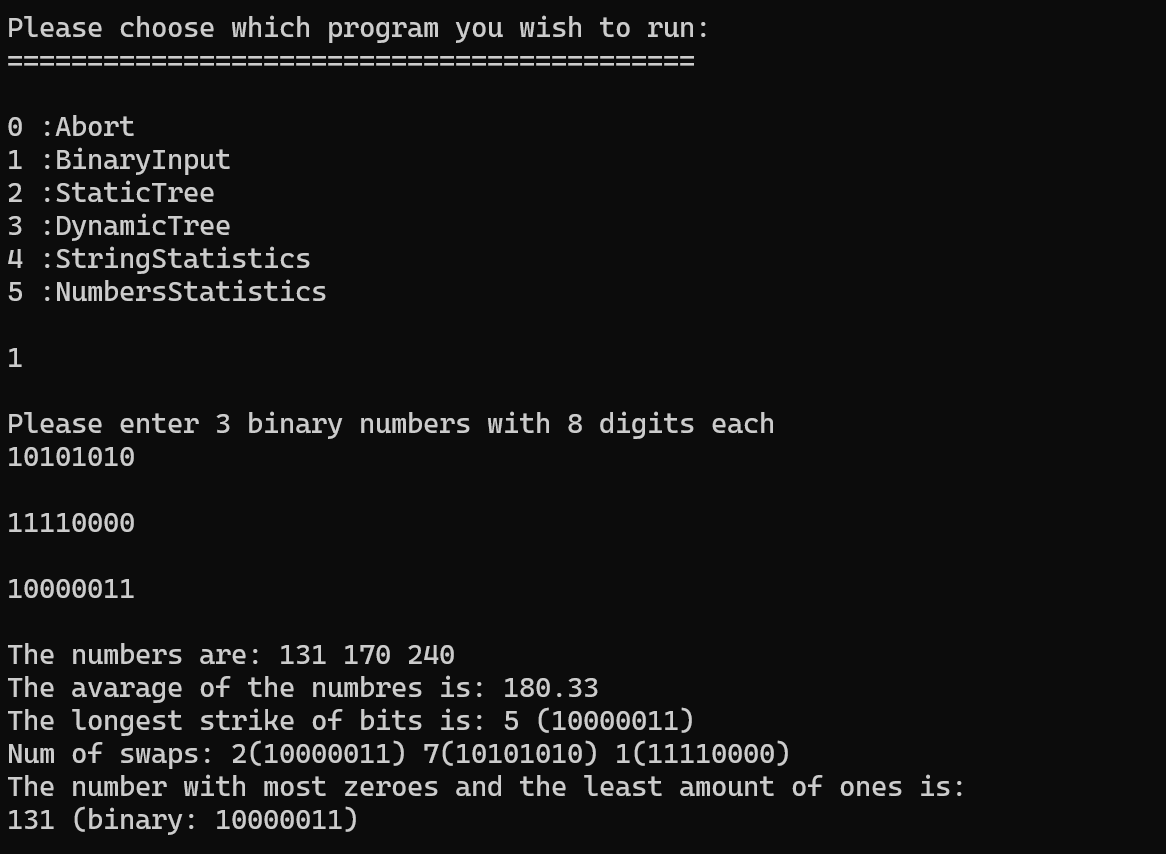 Please choose which program you wish to run:
===========================================

0 :Abort
1 :BinaryInput
2 :StaticTree
3 :DynamicTree
4 :StringStatistics
5 :NumbersStatistics

1

Please enter 3 binary numbers with 8 digits each
10101010

11110000

10000011

The numbers are: 131 170 240
The avarage of the numbres is: 180.33
The longest strike of bits is: 5 (10000011)
Num of swaps: 2(10000011) 7(10101010) 1(11110000)
The number with most zeroes and the least amount of ones is:
131 (binary: 10000011)